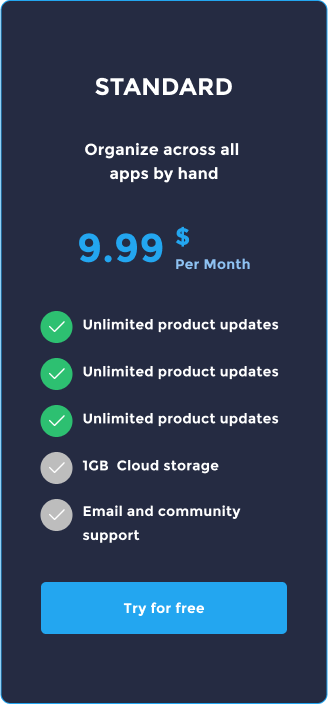 STANDARD
Organize across all
apps by hand
9.99 $
Per Month
Unlimited product updates
Unlimited product updates
Unlimited product updates
1GB  Cloud storage
Email and community
support
Try for free